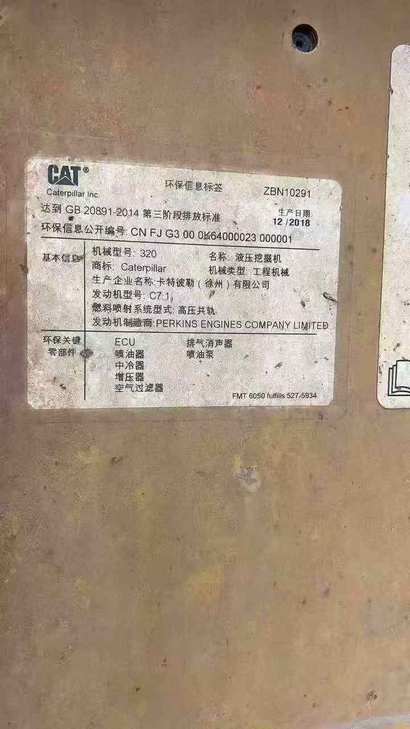 CAT®
Caterpillar Inc
环保信息标签
ZBN10291
达到 GB 20891-2014 第三阶段排放标准
生产日期
12 /2018
环保信息公开编号: CN FJ G3 00 0L64000023 000001
基本信息
机械型号: 320
名称: 液压挖掘机
商标: Caterpillar
机械类型: 工程机械
生产企业名称:卡特彼勒（徐州）有限公司
发动机型号: C7.1
燃料喷射系统型式: 高压共轨
发动机制造商: PERKINS ENGINES COMPANY LIMITED
环保关键
零部件
ECU
排气消声器
喷油器
喷油泵
中冷器
增压器
空气过滤器
FMT 6050 fulfills 527-5934